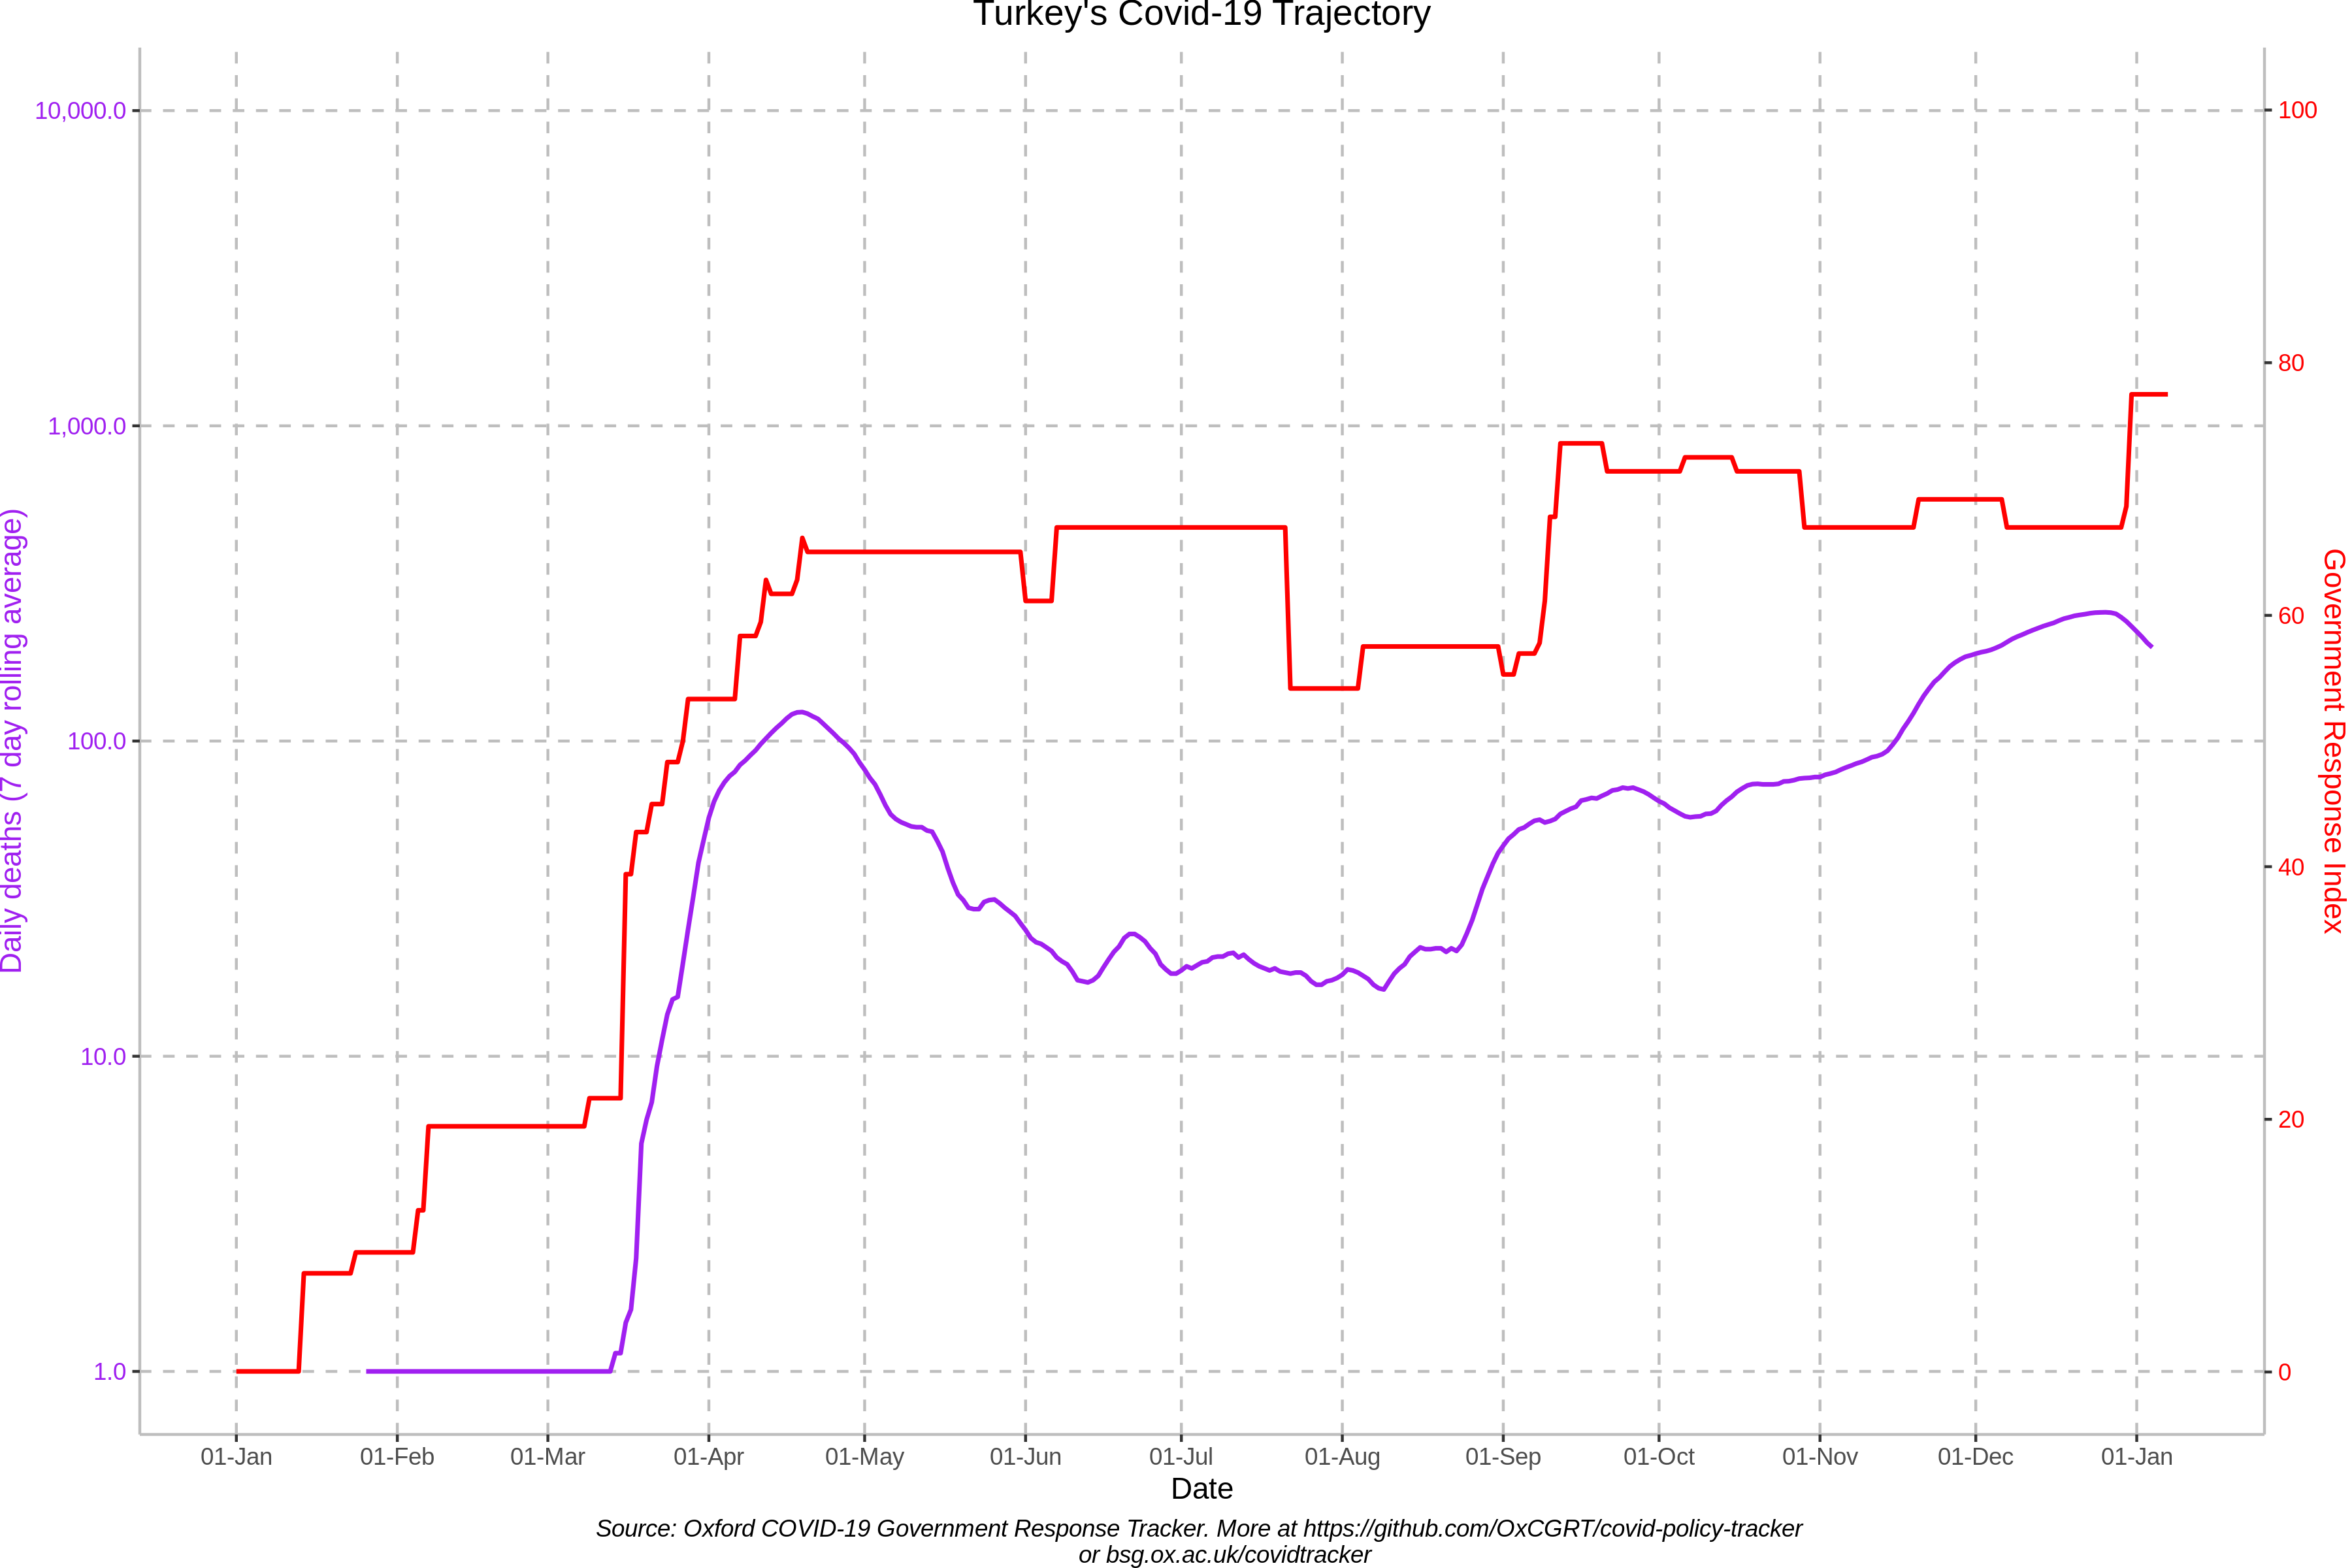 Turkey's Covid-19 Trajectory
10,000.0
1,000.0
100.0
10.0
1.0
Daily deaths (7 day rolling average)
100
80
60
40
20
0
Government Response Index
01-Jan 01-Feb 01-Mar 01-Apr 01-May 01-Jun 01-Jul 01-Aug 01-Sep 01-Oct 01-Nov 01-Dec 01-Jan
Date
Source: Oxford COVID-19 Government Response Tracker. More at https://github.com/OxCGRT/covid-policy-tracker
or bsg.ox.ac.uk/covidtracker